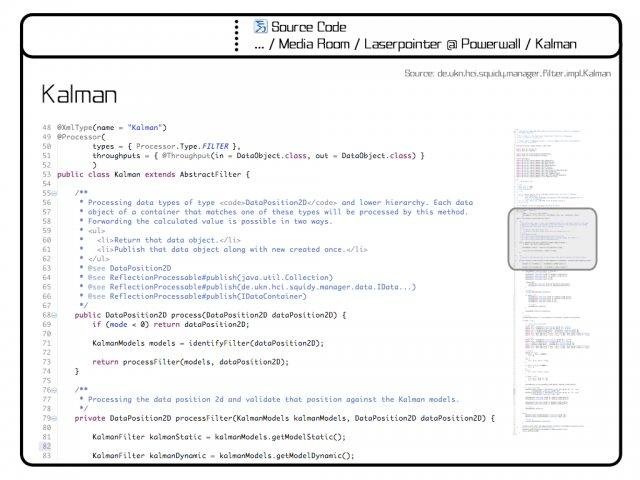 Source Code
... / Media Room / Laserpointer @ Powerwall / Kalman
Source: de.ukn.hci.squidy.manager.filter.impl.Kalman
Kalman
48 @XmlType(name = "Kalman")
49 @Processor(
50 types = { Processor.Type.FILTER },
51 throughputs = { @Throughput(in = DataObject.class, out = DataObject.class) }
52 )
53 public class Kalman extends AbstractFilter {
54
55 /**
56 * Processing data types of type <code>DataPosition2D</code> and lower hierarchy. Each data
57 * object of a container that matches one of these types will be processed by this method.
58 * Forwarding the calculated value is possible in two ways.
59 * <ul>
60 * <li>Return that data object.</li>
61 * <li>Publish that data object along with new created once.</li>
62 * </ul>
63 * @see DataPosition2D
64 * @see ReflectionProcessable#publish(java.util.Collection)
65 * @see ReflectionProcessable#publish(de.ukn.hci.squidy.manager.data.IData...)
66 * @see ReflectionProcessable#publish(IDataContainer)
67 */
68 public DataPosition2D process(DataPosition2D dataPosition2D) {
69 if (mode < 0) return dataPosition2D;
70
71 KalmanModels models = identifyFilter(dataPosition2D);
72
73 return processFilter(models, dataPosition2D);
74 }
75
76 /**
77 * Processing the data position 2d and validate that position against the Kalman models.
78 */
79 private DataPosition2D processFilter(KalmanModels kalmanModels, DataPosition2D dataPosition2D) {
80
81 KalmanFilter kalmanStatic = kalmanModels.getModelStatic();
82
83 KalmanFilter kalmanDynamic = kalmanModels.getModelDynamic();